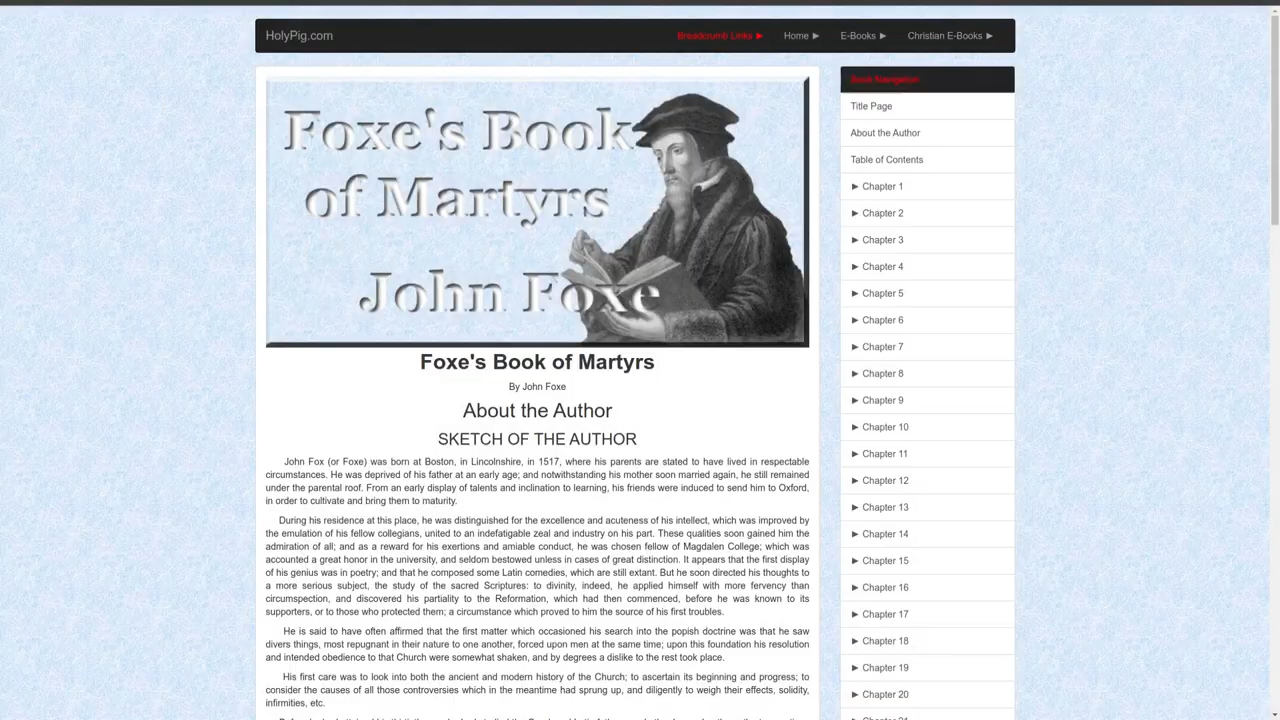 HolyPig.com
Breadcrumb Links ►
Home ►
E-Books ►
Christian E-Books ►
Foxe's Book
of Martyrs
John Foxe
Foxe's Book of Martyrs
By John Foxe
About the Author
SKETCH OF THE AUTHOR
John Fox (or Foxe) was born at Boston, in Lincolnshire, in 1517, where his parents are stated to have lived in respectable
circumstances. He was deprived of his father at an early age; and notwithstanding his mother soon married again, he still remained
under the parental roof. From an early display of talents and inclination to learning, his friends were induced to send him to Oxford,
in order to cultivate and bring them to maturity.
During his residence at this place, he was distinguished for the excellence and acuteness of his intellect, which was improved by
the emulation of his fellow collegians, united to an indefatigable zeal and industry on his part. These qualities soon gained him the
admiration of all; and as a reward for his exertions and amiable conduct, he was chosen fellow of Magdalen College; which was
accounted a great honor in the university, and seldom bestowed unless in cases of great distinction. It appears that the first display
of his genius was in poetry; and that he composed some Latin comedies, which are still extant. But he soon directed his thoughts to
a more serious subject, the study of the sacred Scriptures: to divinity, indeed, he applied himself with more fervency than
circumspection, and discovered his partiality to the Reformation, which had then commenced, before he was known to its
supporters, or to those who protected them; a circumstance which proved to him the source of his first troubles.
He is said to have often affirmed that the first matter which occasioned his search into the popish doctrine was that he saw
divers things, most repugnant in their nature to one another, forced upon men at the same time; upon this foundation his resolution
and intended obedience to that Church were somewhat shaken, and by degrees a dislike to the rest took place.
His first care was to look into both the ancient and modern history of the Church; to ascertain its beginning and progress; to
consider the causes of all those controversies which in the meantime had sprung up, and diligently to weigh their effects, solidity,
infirmities, etc.
Book Navigation
Title Page
About the Author
Table of Contents
► Chapter 1
► Chapter 2
► Chapter 3
► Chapter 4
► Chapter 5
► Chapter 6
► Chapter 7
► Chapter 8
► Chapter 9
► Chapter 10
► Chapter 11
► Chapter 12
► Chapter 13
► Chapter 14
► Chapter 15
► Chapter 16
► Chapter 17
► Chapter 18
► Chapter 19
► Chapter 20